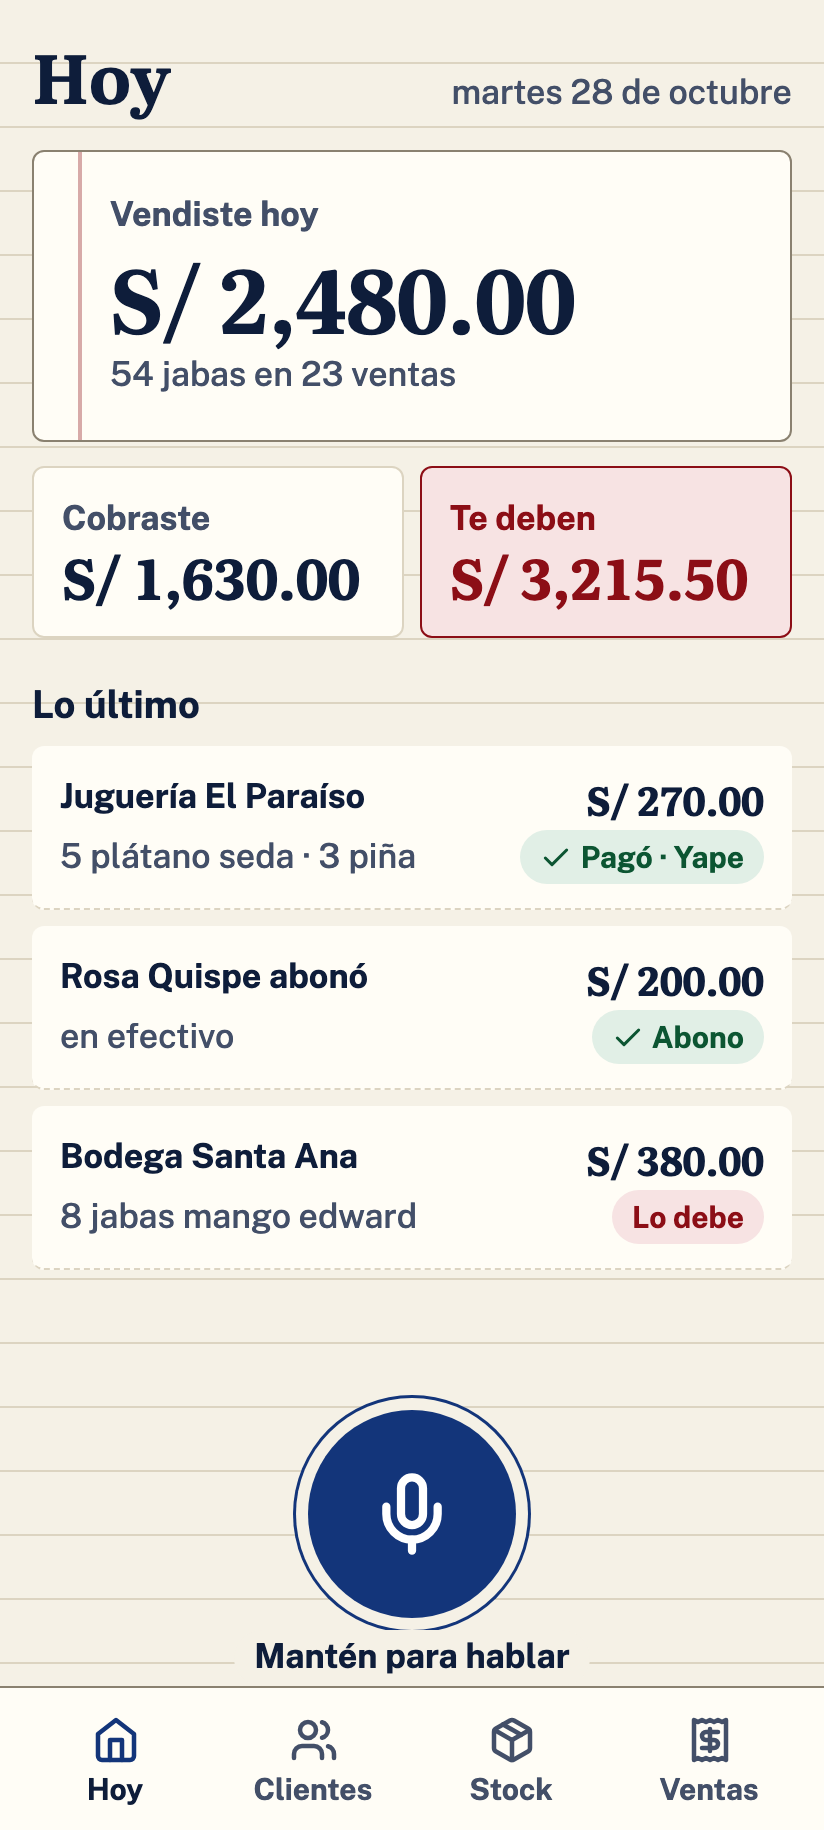 Hoy
martes 28 de octubre
Vendiste hoy
S/ 2,480.00
54 jabas en 23 ventas
Cobraste
S/ 1,630.00
Te deben
S/ 3,215.50
Lo último
Juguería El Paraíso
S/ 270.00
5 plátano seda · 3 piña
Pagó · Yape
Rosa Quispe abonó
S/ 200.00
en efectivo
Abono
Bodega Santa Ana
S/ 380.00
8 jabas mango edward
Lo debe
Mantén para hablar
Hoy
Clientes
Stock
Ventas